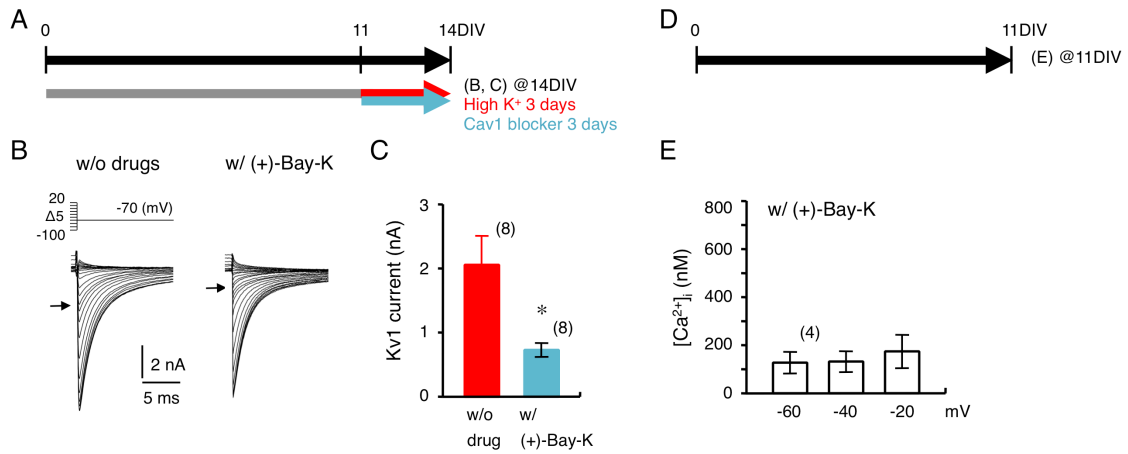 A
0
11
14DIV
(B, C) @14DIV
High K⁺ 3 days
Cav1 blocker 3 days
D
0
11DIV
(E) @11DIV
B
w/o drugs
w/ (+)-Bay-K
20
Δ5
-100
-70 (mV)
2 nA
5 ms
C
Kv1 current (nA)
3
2
1
0
(8)
*
(8)
w/o
drug
w/
(+)-Bay-K
E
w/ (+)-Bay-K
[Ca²⁺]i (nM)
800
600
400
200
0
(4)
-60
-40
-20
mV